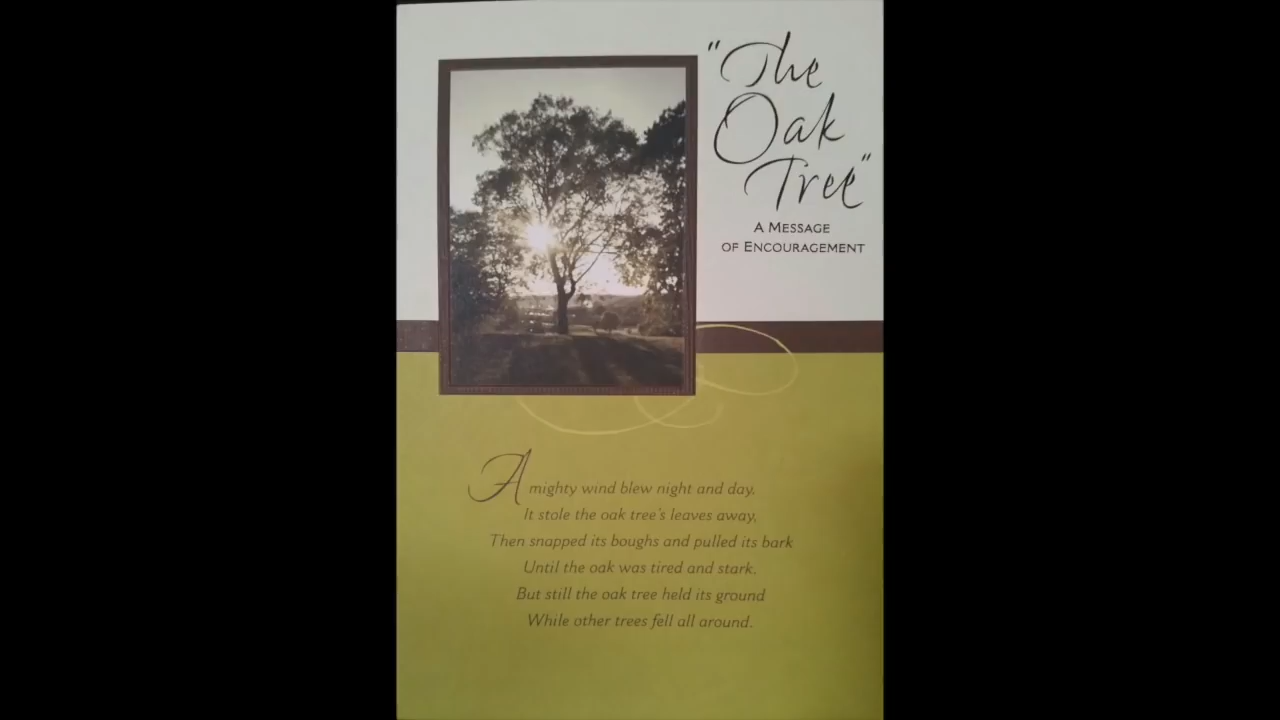 "The
Oak
Tree"
A MESSAGE
OF ENCOURAGEMENT
A mighty wind blew night and day.
It stole the oak tree's leaves away,
Then snapped its boughs and pulled its bark
Until the oak was tired and stark.
But still the oak tree held its ground
While other trees fell all around.